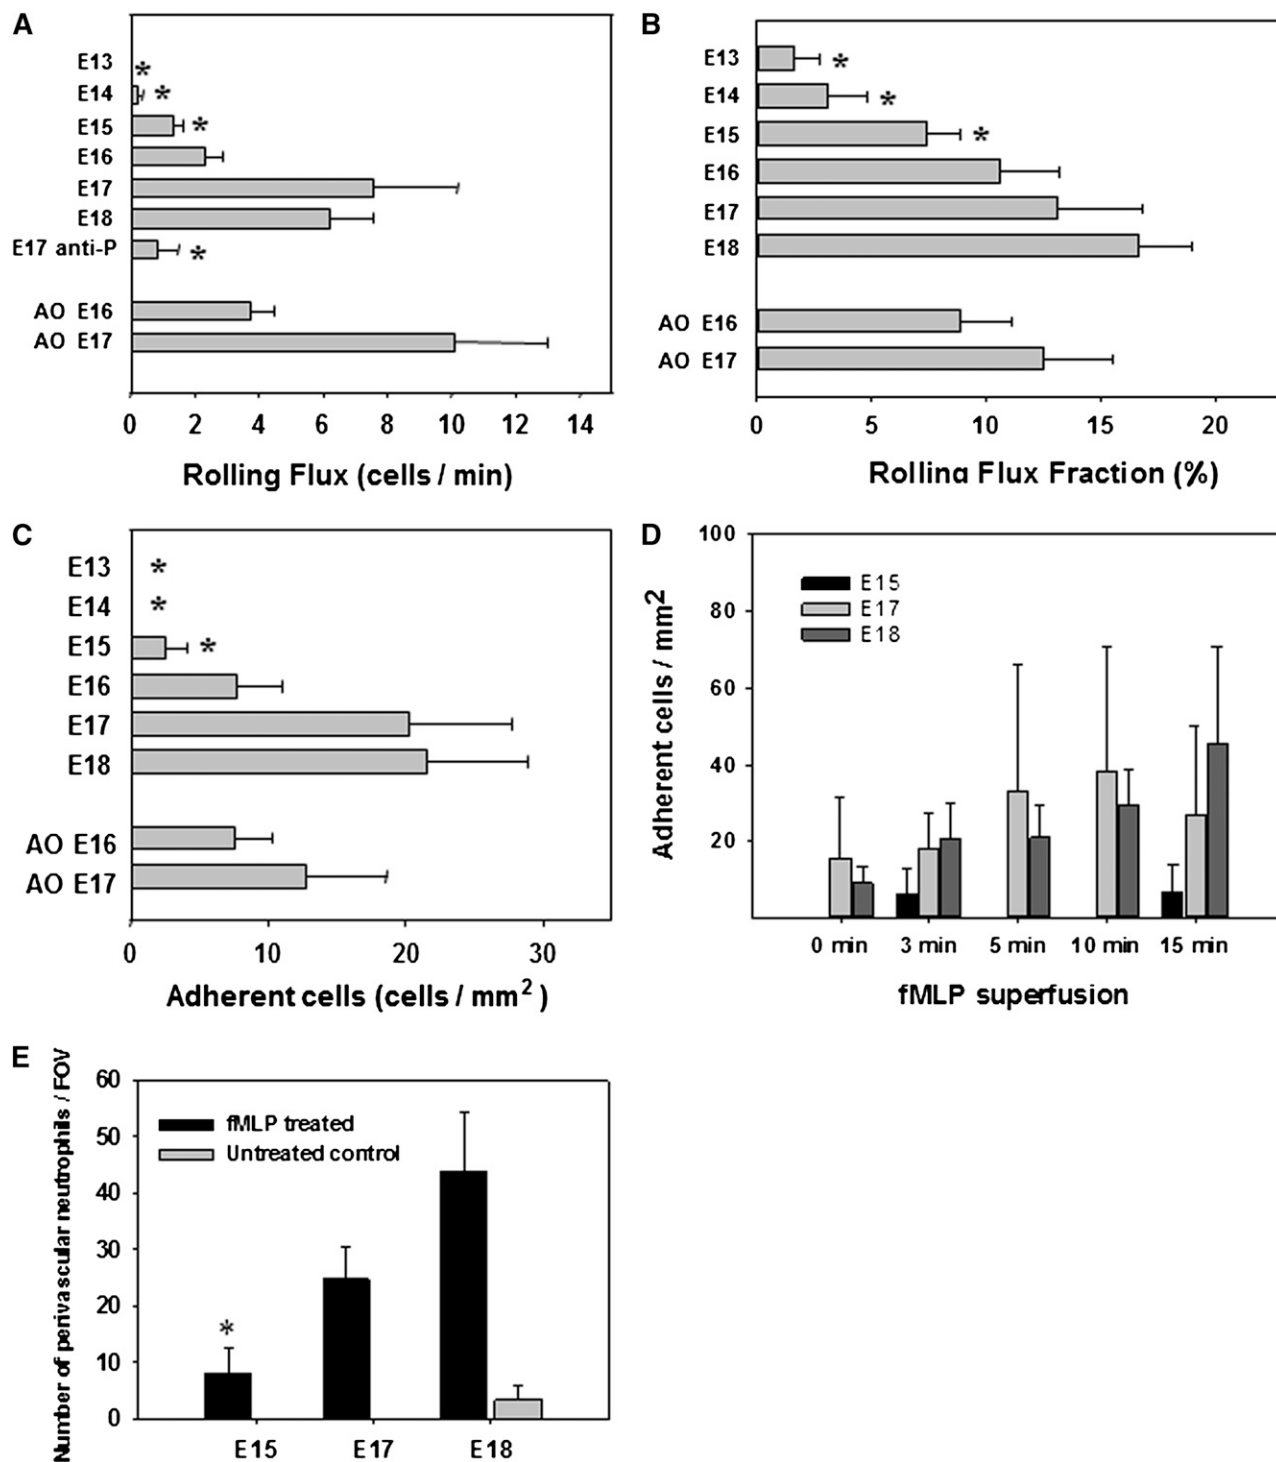 A
E13 *
E14 *
E15 *
E16
E17
E18
E17 anti-P *
AO E16
AO E17
0 2 4 6 8 10 12 14
Rolling Flux (cells / min)
B
E13 *
E14 *
E15 *
E16
E17
E18
AO E16
AO E17
0 5 10 15 20
Rolling Flux Fraction (%)
C
E13 *
E14 *
E15 *
E16
E17
E18
AO E16
AO E17
0 10 20 30
Adherent cells (cells / mm²)
D
Adherent cells / mm²
100
80
60
40
20
E15
E17
E18
0 min 3 min 5 min 10 min 15 min
fMLP superfusion
E
Number of perivascular neutrophils / FOV
60
50
40
30
20
10
0
fMLP treated
Untreated control
*
E15 E17 E18